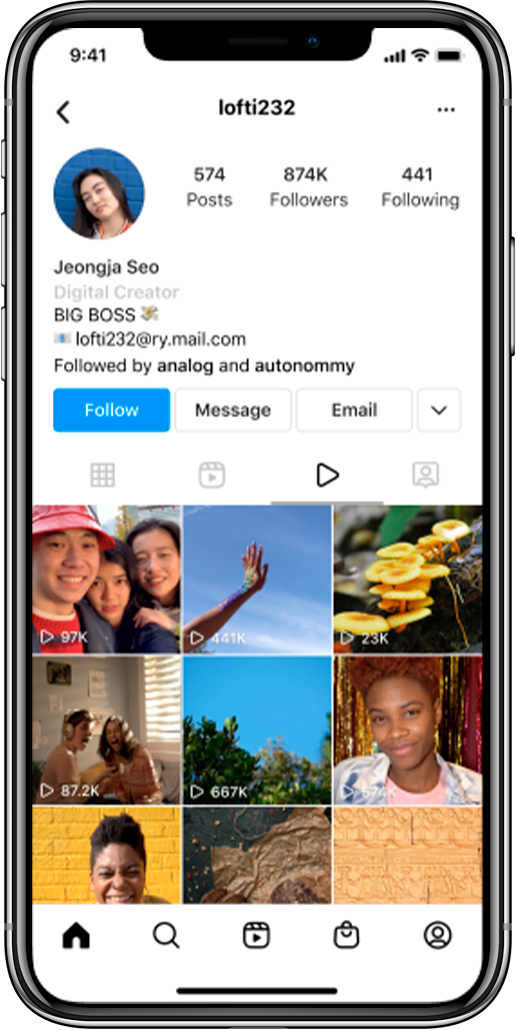 9:41
lofti232
574 874K 441
Posts Followers Following
Jeongja Seo
Digital Creator
BIG BOSS 💸
📧 lofti232@ry.mail.com
Followed by analog and autonommy
Follow Message Email
97K 441K 23K
87.2K 667K 574K